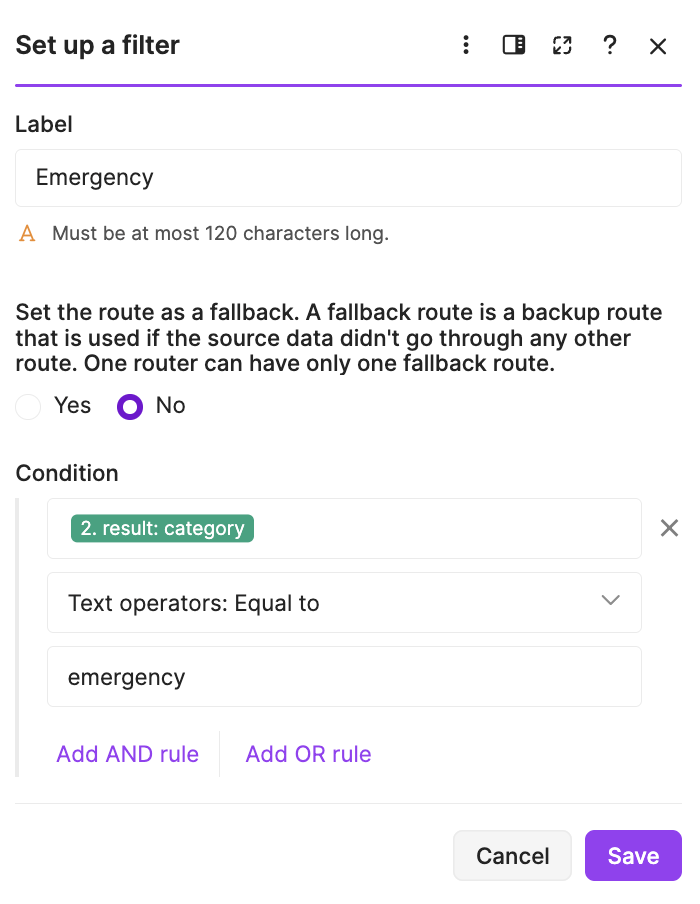 Set up a filter
Label
Emergency
Must be at most 120 characters long.
Set the route as a fallback. A fallback route is a backup route
that is used if the source data didn't go through any other
route. One router can have only one fallback route.
Yes No
Condition
2. result: category
Text operators: Equal to
emergency
Add AND rule Add OR rule
Cancel Save